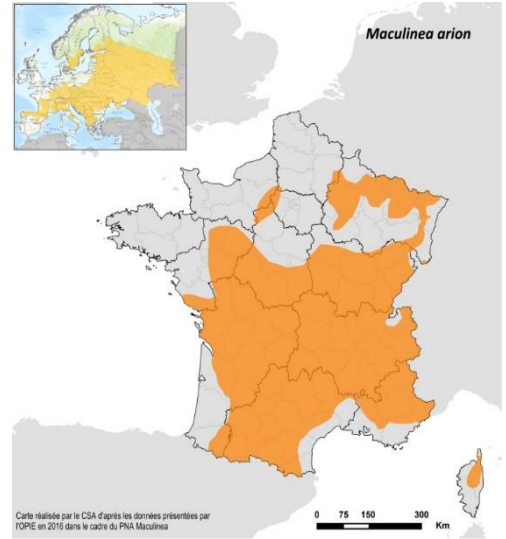 Maculinea arion
Carte réalisée par le CSA d'après les données présentées par
l'OPIE en 2016 dans le cadre du PNA Maculinea
0 75 150 300
Km